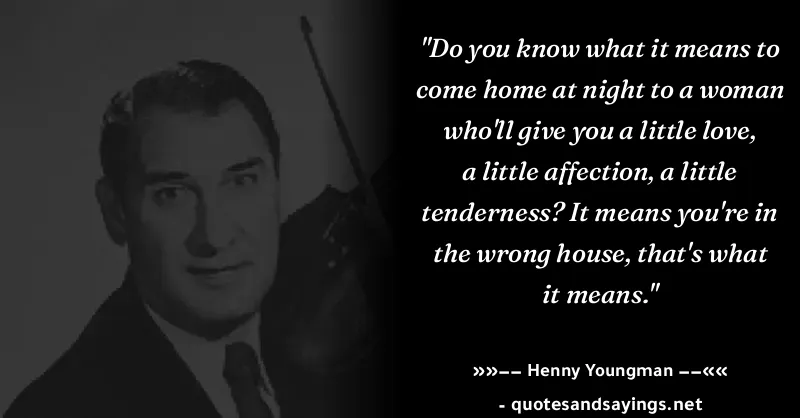 "Do you know what it means to
come home at night to a woman
who'll give you a little love,
a little affection, a little
tenderness? It means you're in
the wrong house, that's what
it means."
»»–– Henny Youngman ––««
- quotesandsayings.net